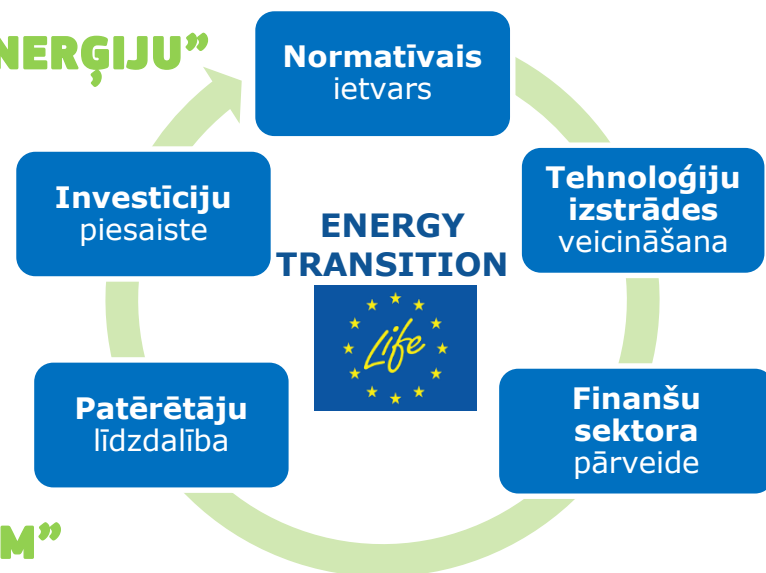 NERĢIJU”
Normatīvais
ietvars
Tehnoloģiju
izstrādes
veicināšana
Investīciju
piesaiste
ENERGY
TRANSITION
Life
Patērētāju
līdzdalība
Finanšu
sektora
pārveide
M”